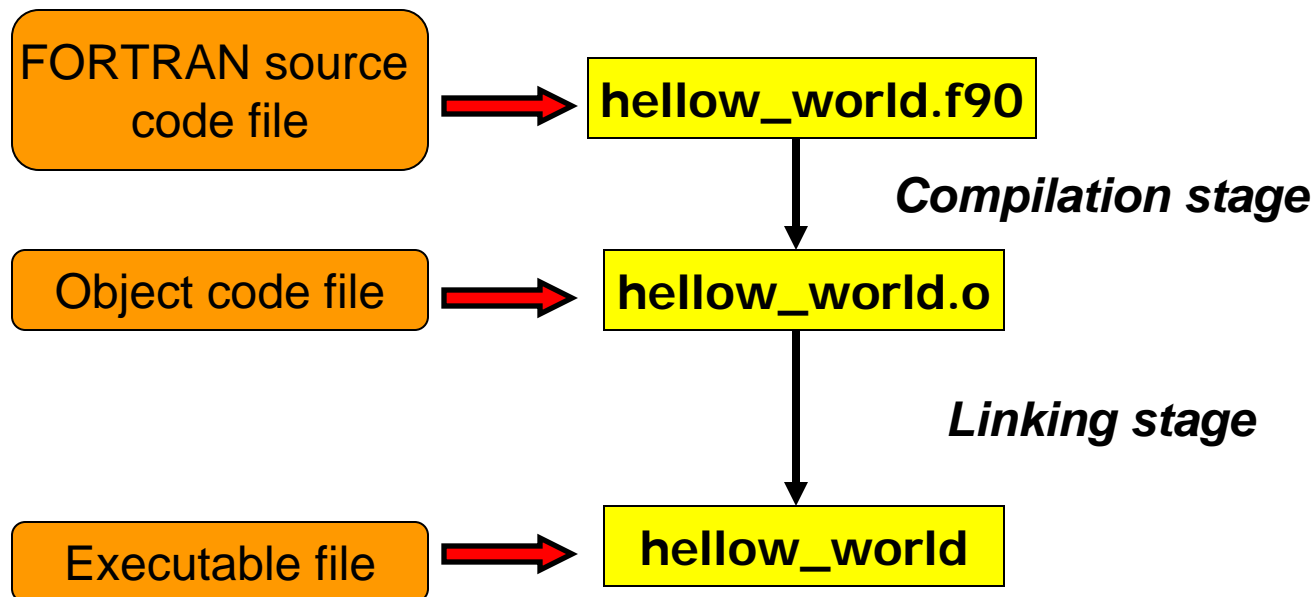 FORTRAN source
code file
hellow_world.f90
Compilation stage
Object code file
hellow_world.o
Linking stage
Executable file
hellow_world